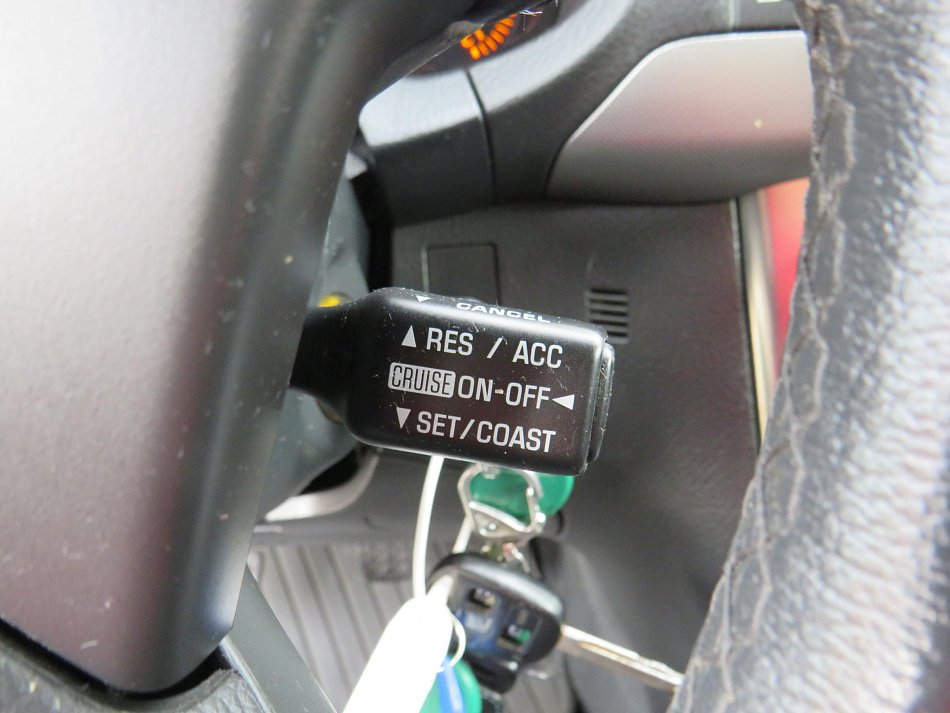 ▼ CANCEL
▲ RES / ACC
CRUISE ON-OFF ◀
▼ SET/COAST